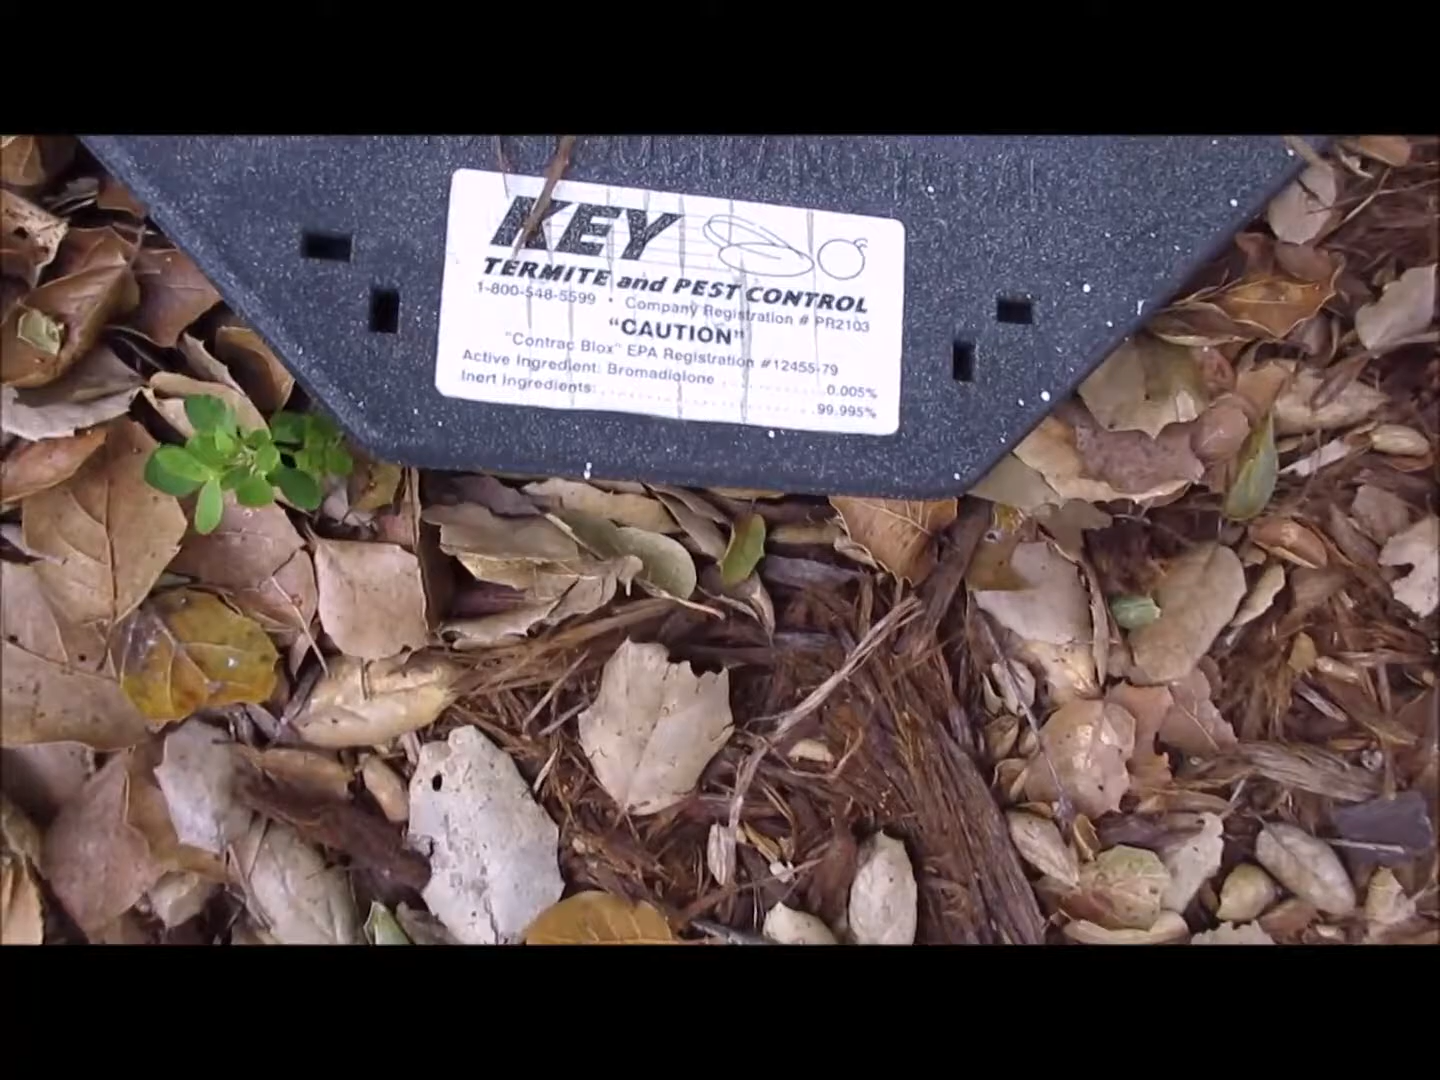 KEY
TERMITE and PEST CONTROL
1-800-548-5599 • Company Registration # PR2103
"CAUTION"
"Contrac Blox" EPA Registration #12455-79
Active Ingredient: Bromadiolone ............... 0.005%
Inert Ingredients: .......................... 99.995%